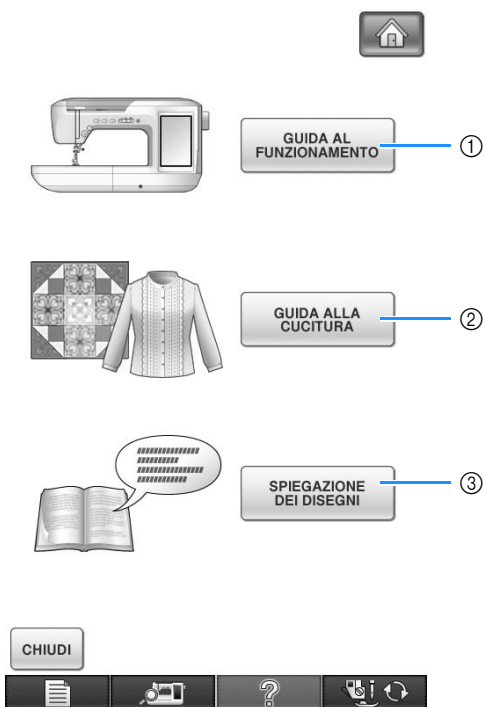 GUIDA AL
FUNZIONAMENTO
①
GUIDA ALLA
CUCITURA
②
SPIEGAZIONE
DEI DISEGNI
③
CHIUDI
?